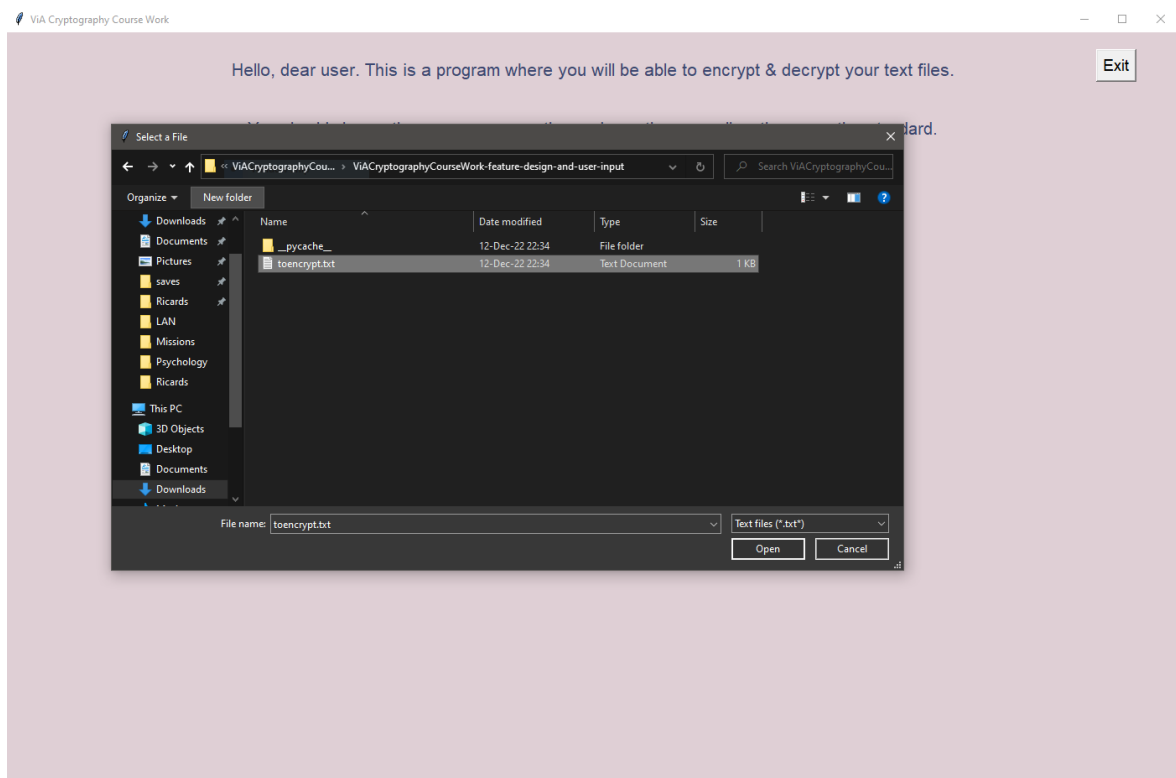 ViA Cryptography Course Work
Hello, dear user. This is a program where you will be able to encrypt & decrypt your text files.
Exit
dard.
Select a File
« ViACryptographyCou... › ViACryptographyCourseWork-feature-design-and-user-input
Search ViACryptographyCou...
Organize
New folder
?
Name
Date modified
Type
Size
__pycache__ 12-Dec-22 22:34 File folder
toencrypt.txt 12-Dec-22 22:34 Text Document 1 KB
Downloads
Documents
Pictures
saves
Ricards
LAN
Missions
Psychology
Ricards
This PC
3D Objects
Desktop
Documents
Downloads
File name: toencrypt.txt
Text files (*.txt*)
Open
Cancel